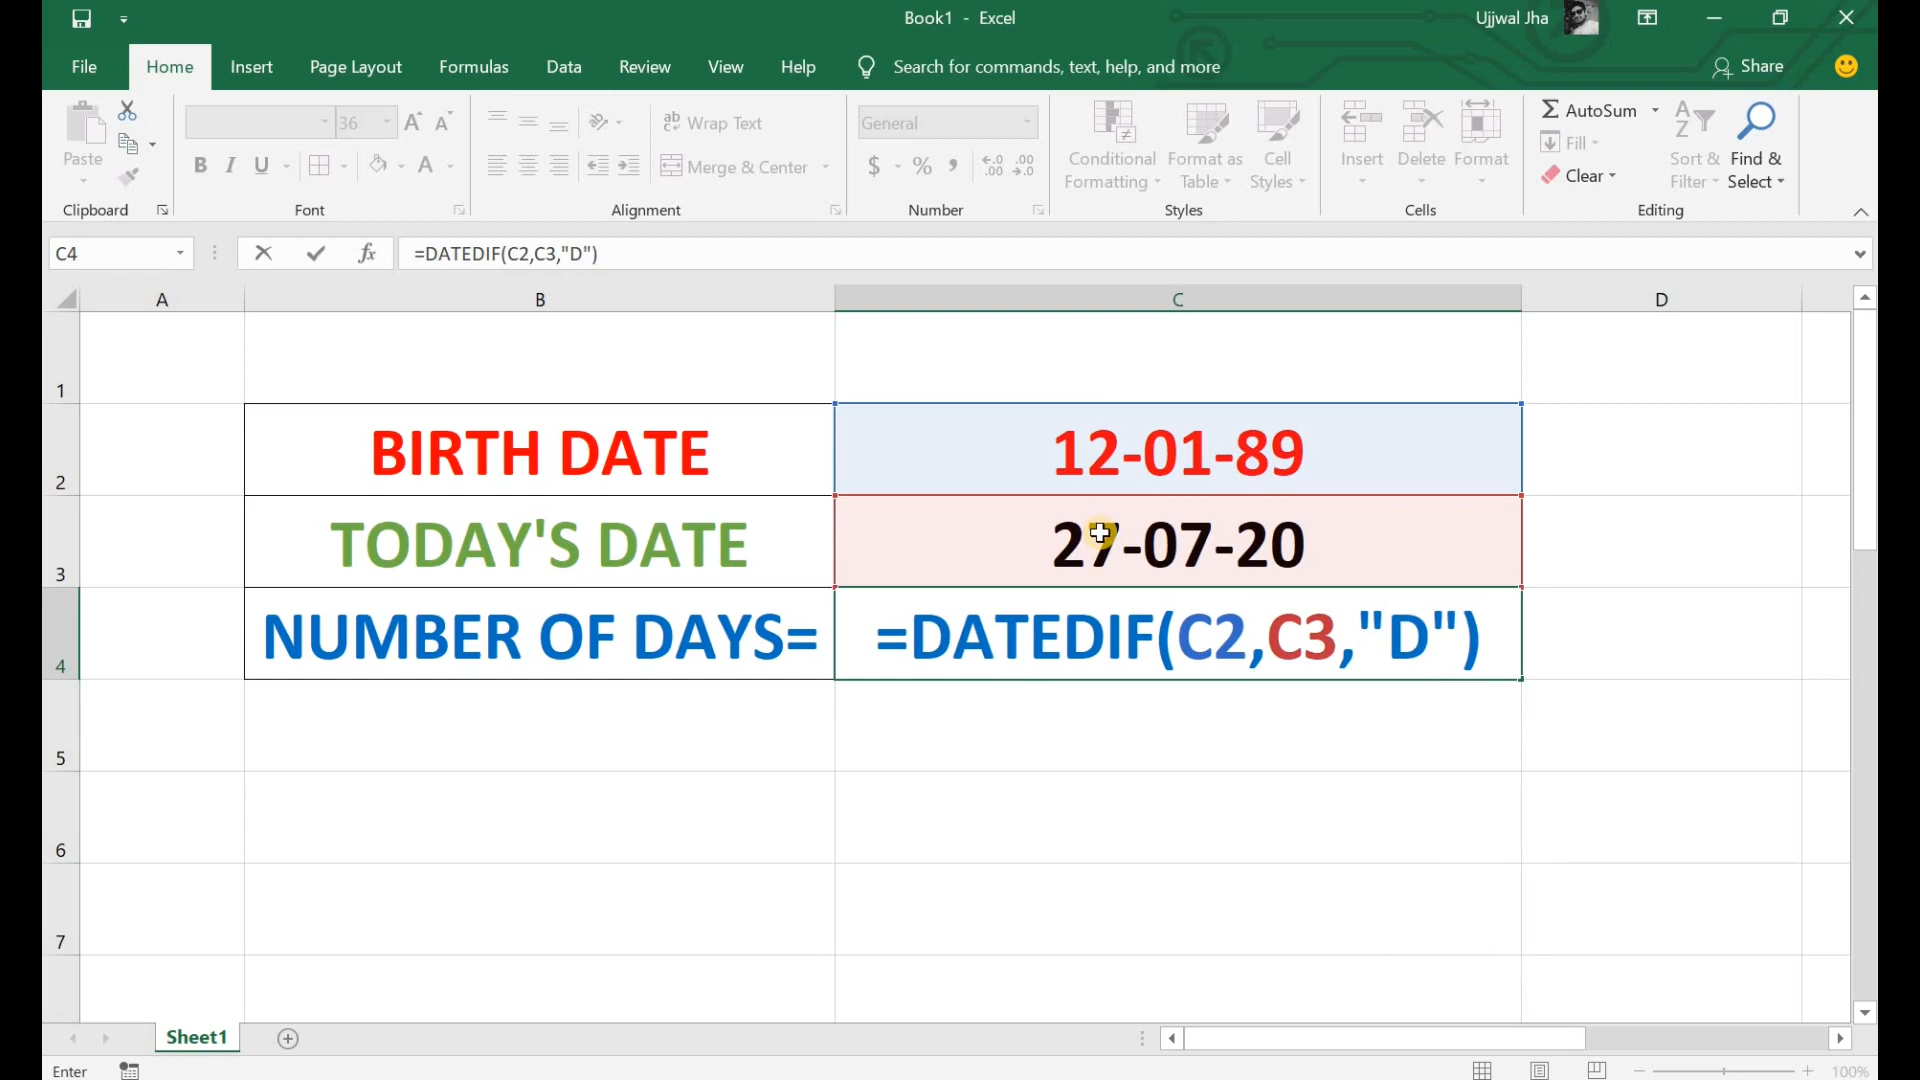 Book1 - Excel
Ujjwal Jha
File Home Insert Page Layout Formulas Data Review View Help Search for commands, text, help, and more
Share
Paste
Clipboard
36
B I U
Font
Wrap Text
Merge & Center
Alignment
General
$ % ,
Number
Conditional Formatting
Format as Table
Cell Styles
Styles
Insert Delete Format
Cells
AutoSum
Fill
Clear
Sort & Filter
Find & Select
Editing
C4
fx
=DATEDIF(C2,C3,"D")
A B C D
1
2 BIRTH DATE 12-01-89
3 TODAY'S DATE 27-07-20
4 NUMBER OF DAYS= =DATEDIF(C2,C3,"D")
5
6
7
Sheet1
Enter
100%